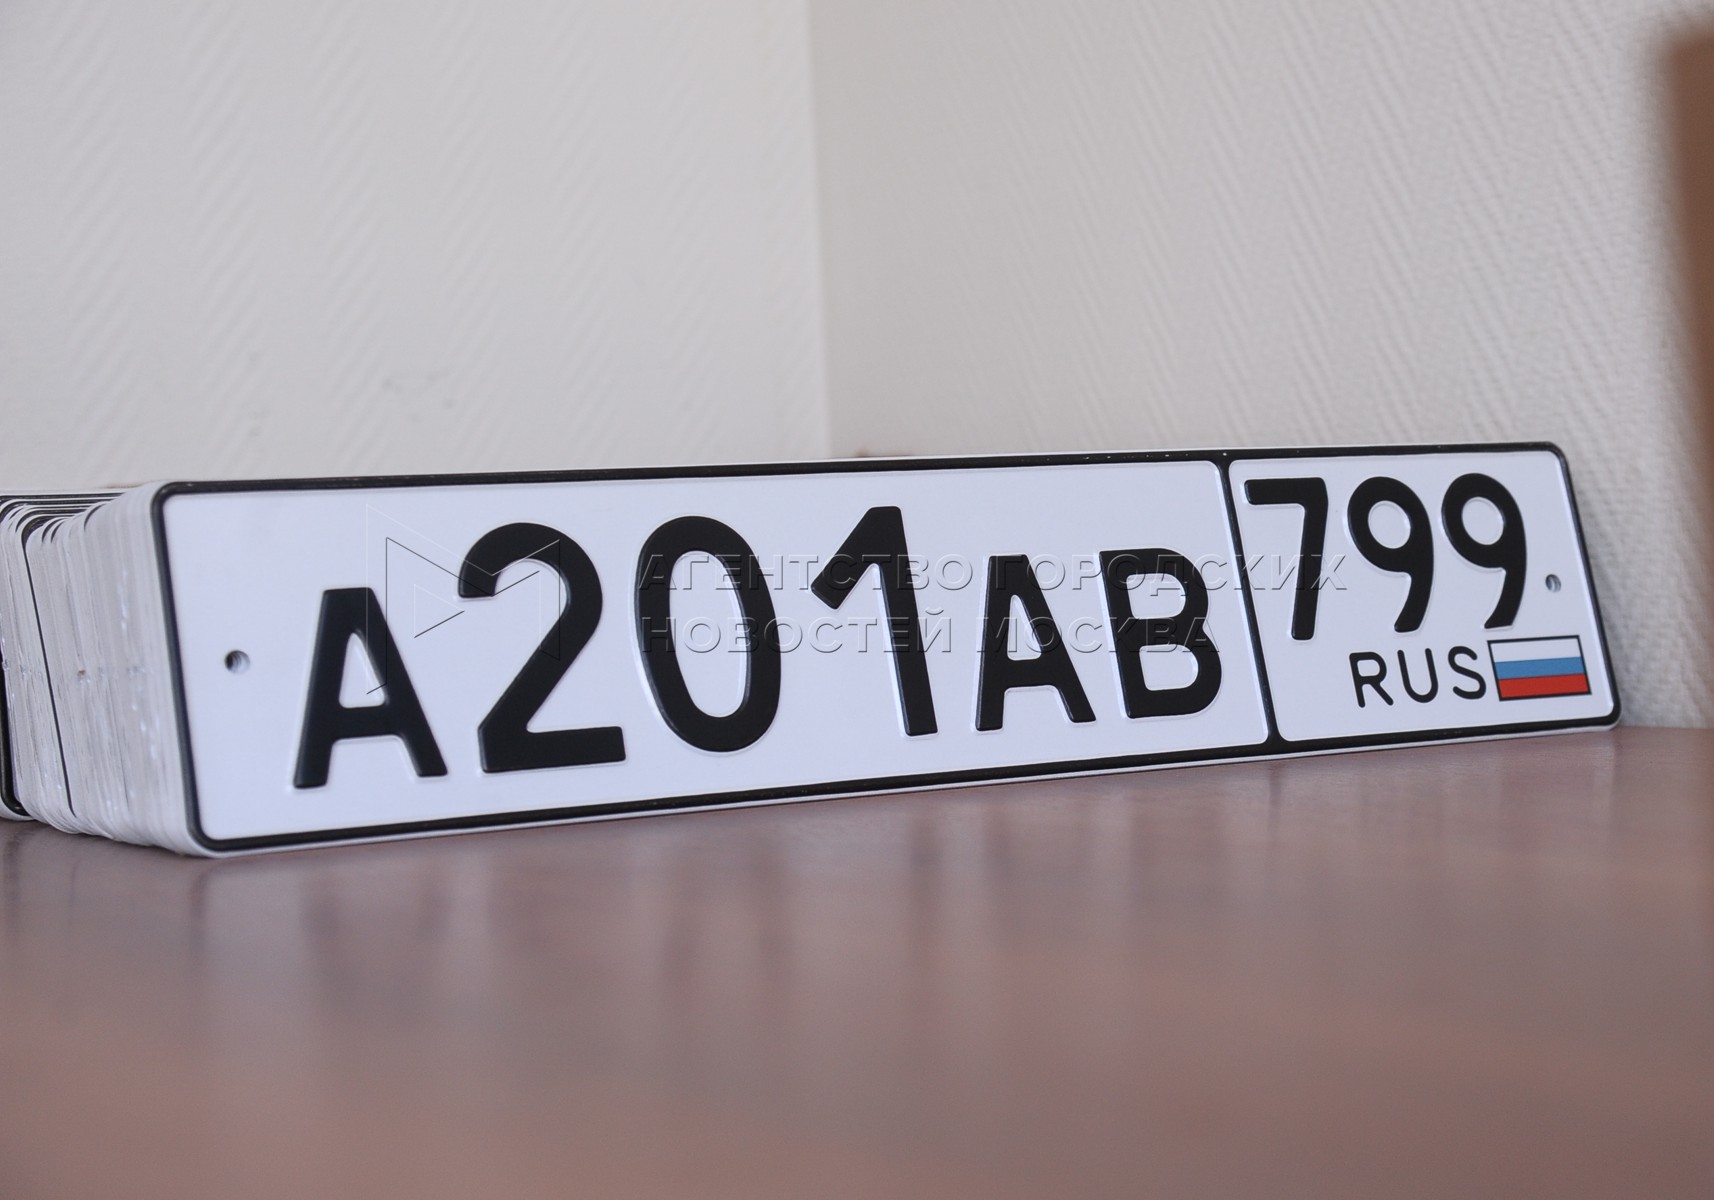 А201АВ 799
RUS
АГЕНТСТВО ГОРОДСКИХ
НОВОСТЕЙ МОСКВА